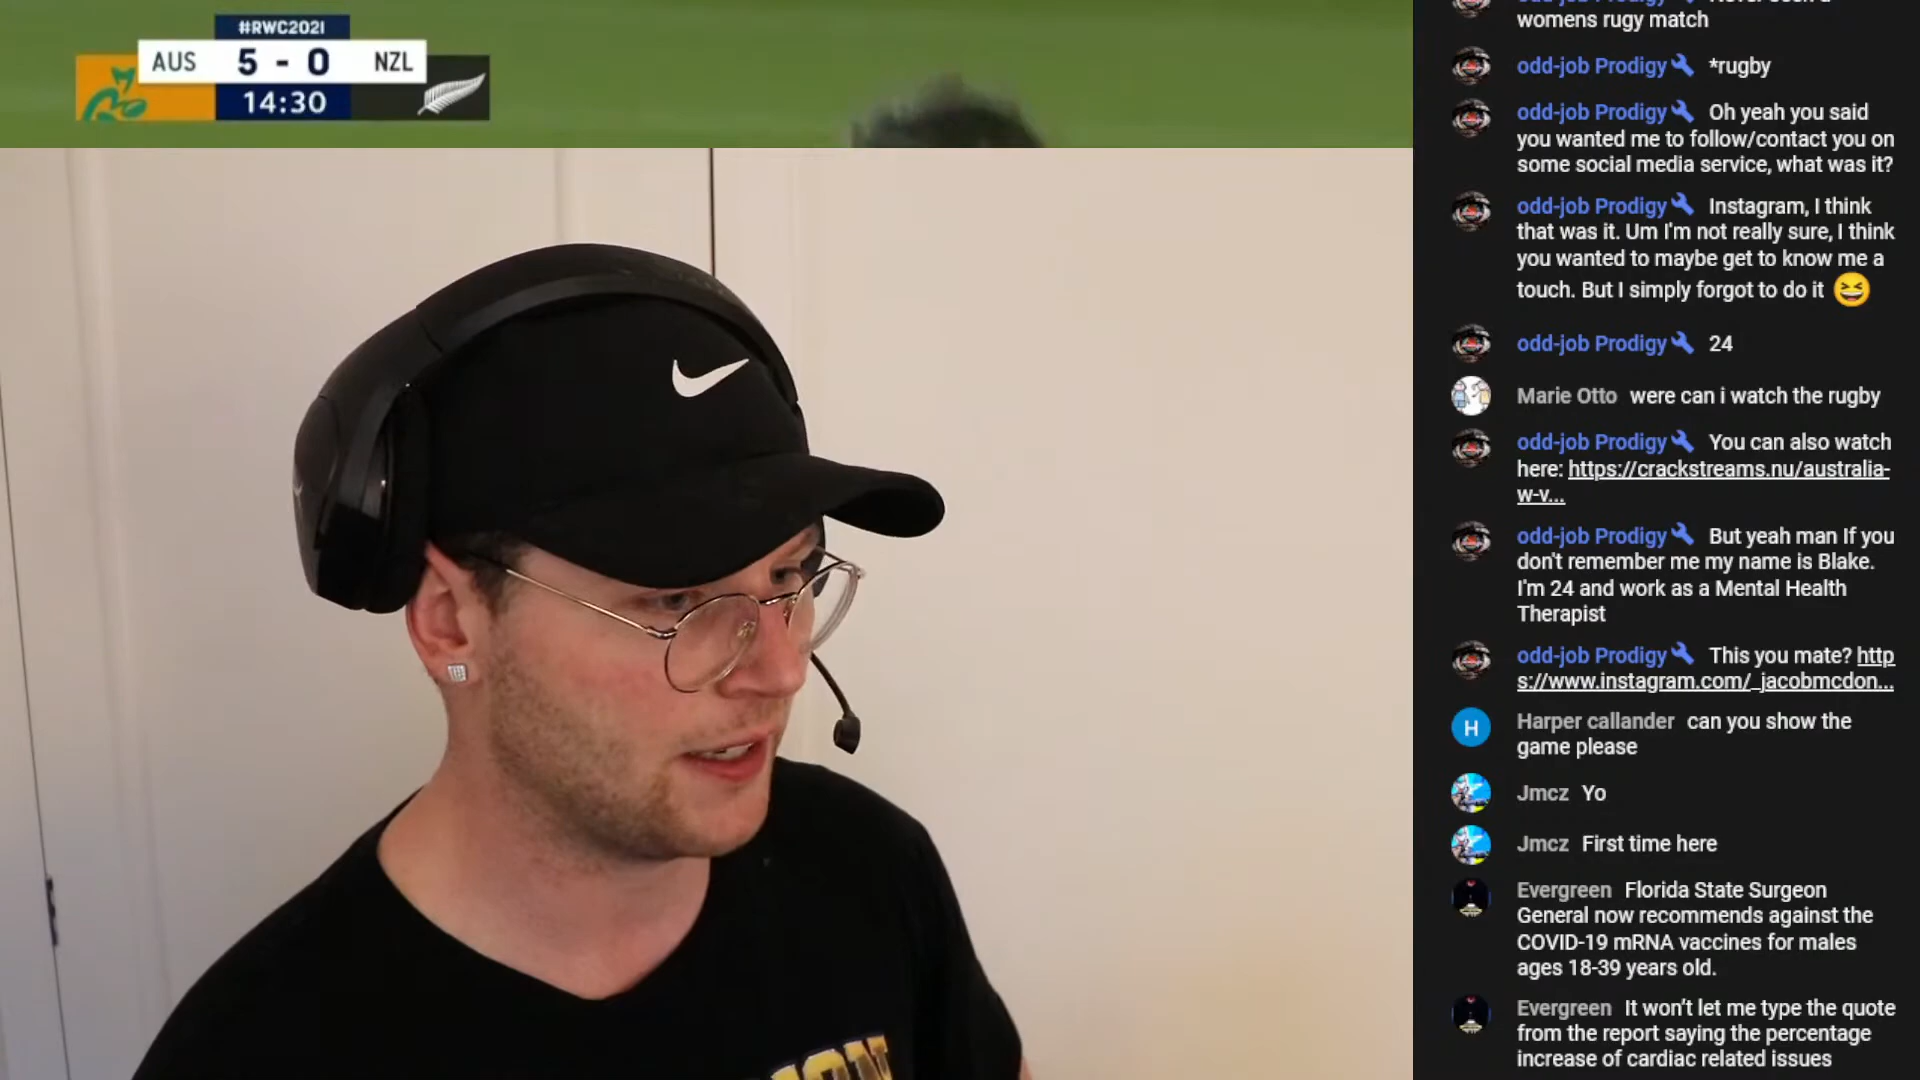 #RWC2021
AUS 5 - 0 NZL
14:30
womens rugy match
odd-job Prodigy *rugby
odd-job Prodigy Oh yeah you said
you wanted me to follow/contact you on
some social media service, what was it?
odd-job Prodigy Instagram, I think
that was it. Um I'm not really sure, I think
you wanted to maybe get to know me a
touch. But I simply forgot to do it 😆
odd-job Prodigy 24
Marie Otto were can i watch the rugby
odd-job Prodigy You can also watch
here: https://crackstreams.nu/australia-
w-v...
odd-job Prodigy But yeah man If you
don't remember me my name is Blake.
I'm 24 and work as a Mental Health
Therapist
odd-job Prodigy This you mate? http
s://www.instagram.com/_jacobmcdon...
H Harper callander can you show the
game please
Jmcz Yo
Jmcz First time here
Evergreen Florida State Surgeon
General now recommends against the
COVID-19 mRNA vaccines for males
ages 18-39 years old.
Evergreen It won't let me type the quote
from the report saying the percentage
increase of cardiac related issues